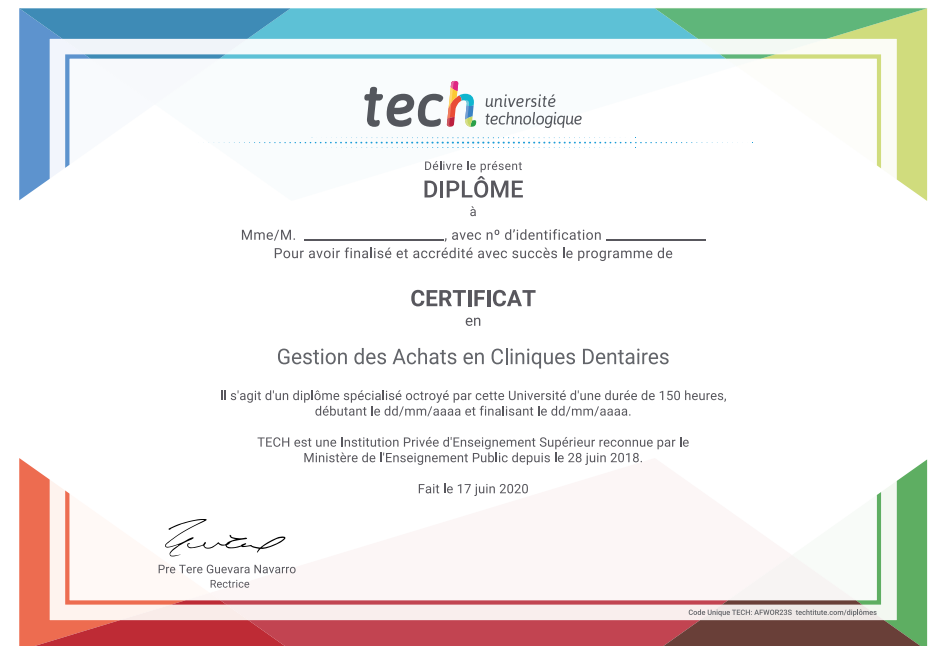 tech université
technologique
Délivre le présent
DIPLÔME
à
Mme/M. ____________________, avec nº d'identification ______________
Pour avoir finalisé et accrédité avec succès le programme de
CERTIFICAT
en
Gestion des Achats en Cliniques Dentaires
Il s'agit d'un diplôme spécialisé octroyé par cette Université d'une durée de 150 heures,
débutant le dd/mm/aaaa et finalisant le dd/mm/aaaa.
TECH est une Institution Privée d'Enseignement Supérieur reconnue par le
Ministère de l'Enseignement Public depuis le 28 juin 2018.
Fait le 17 juin 2020
Pre Tere Guevara Navarro
Rectrice
Code Unique TECH: AFWOR23S techtitute.com/diplômes